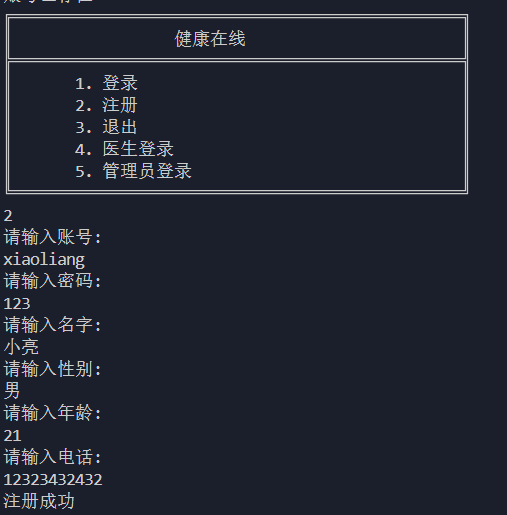 健康在线
1. 登录
2. 注册
3. 退出
4. 医生登录
5. 管理员登录
2
请输入账号:
xiaoliang
请输入密码:
123
请输入名字:
小亮
请输入性别:
男
请输入年龄:
21
请输入电话:
12323432432
注册成功